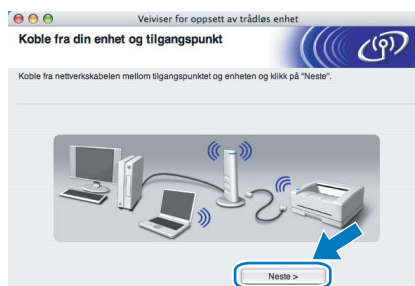 Veiviser for oppsett av trådløs enhet
Koble fra din enhet og tilgangspunkt
Koble fra nettverkskabelen mellom tilgangspunktet og enheten og klikk på "Neste".
Neste >